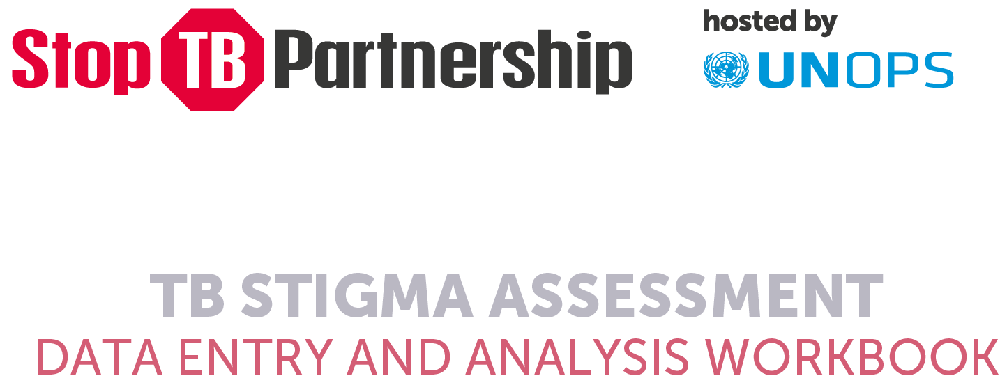 Stop TB Partnership
hosted by
UNOPS
TB STIGMA ASSESSMENT
DATA ENTRY AND ANALYSIS WORKBOOK